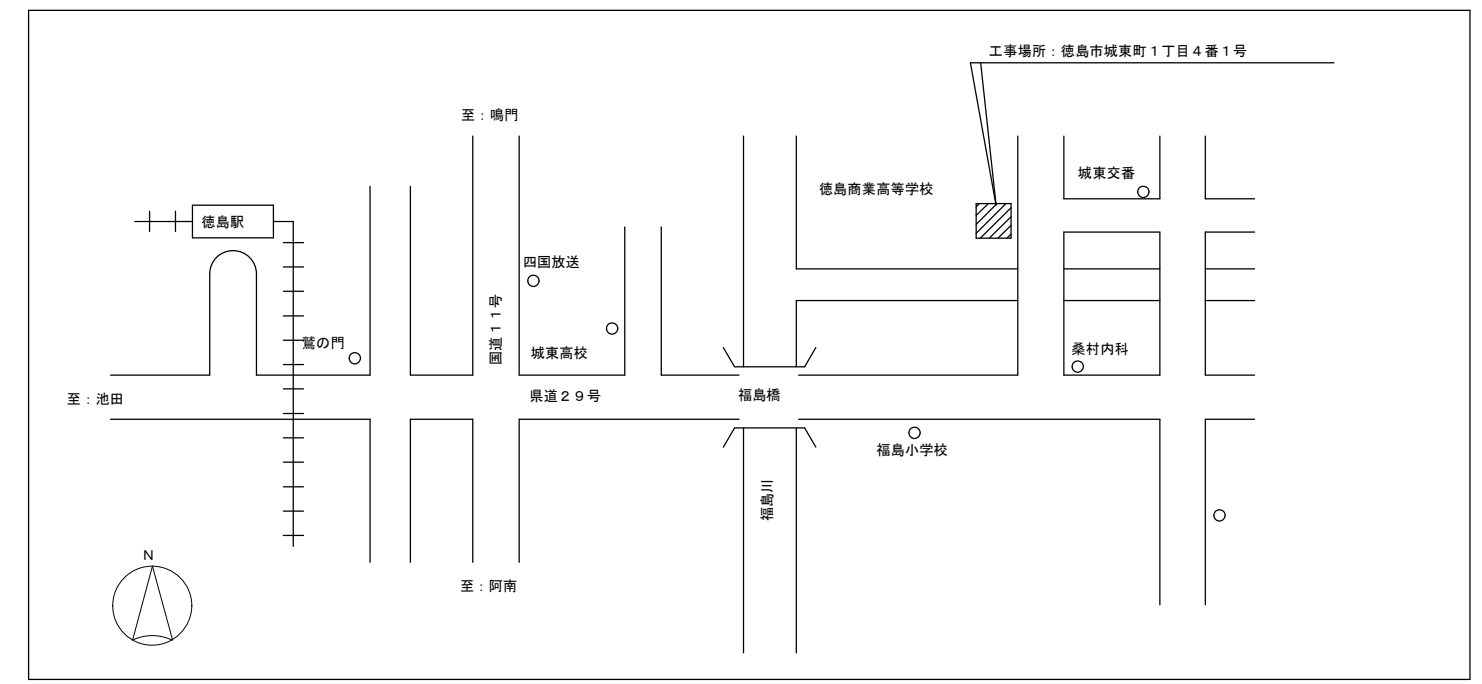 工事場所：徳島市城東町１丁目４番１号
至：鳴門
城東交番
徳島商業高等学校
徳島駅
四国放送
国道１１号
鷲の門
城東高校
桑村内科
県道２９号
福島橋
至：池田
福島小学校
福島川
N
至：阿南